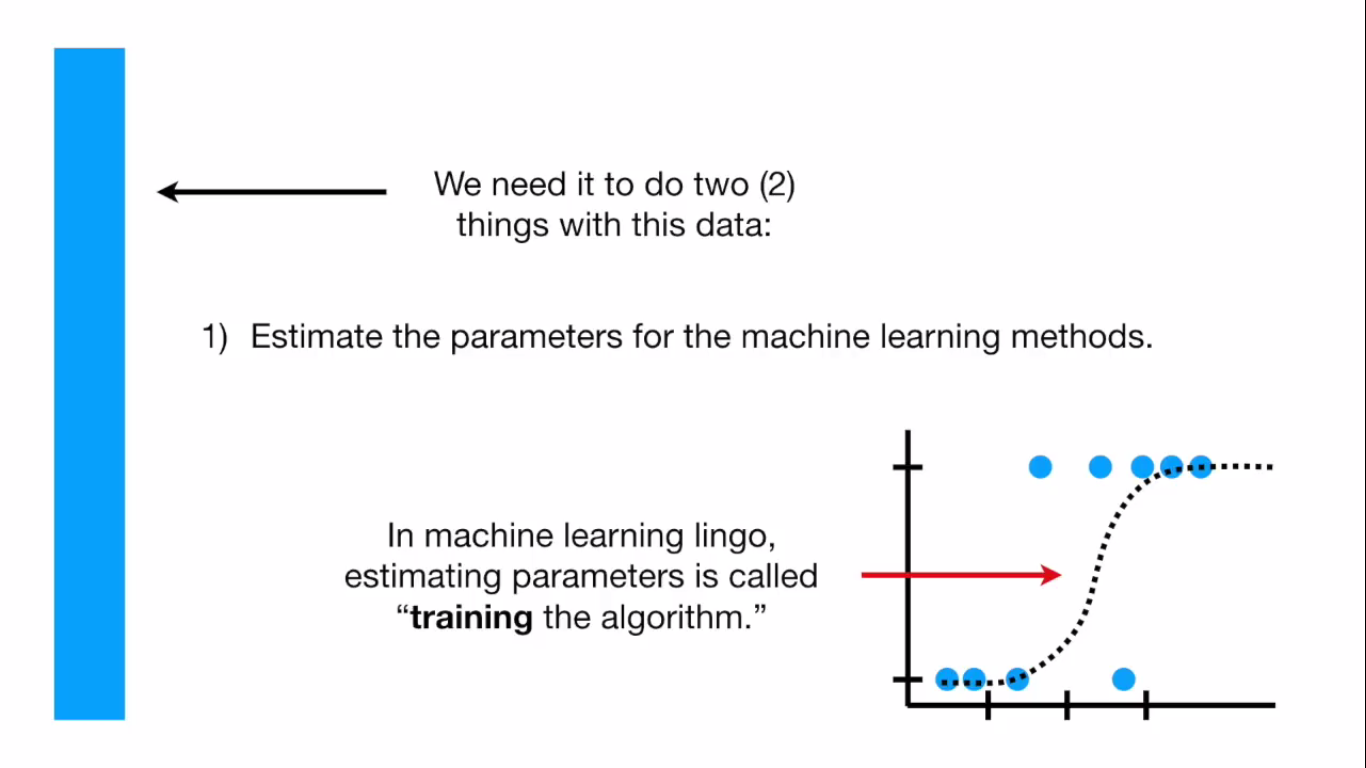 We need it to do two (2)
things with this data:
1) Estimate the parameters for the machine learning methods.
In machine learning lingo,
estimating parameters is called
“training the algorithm.”